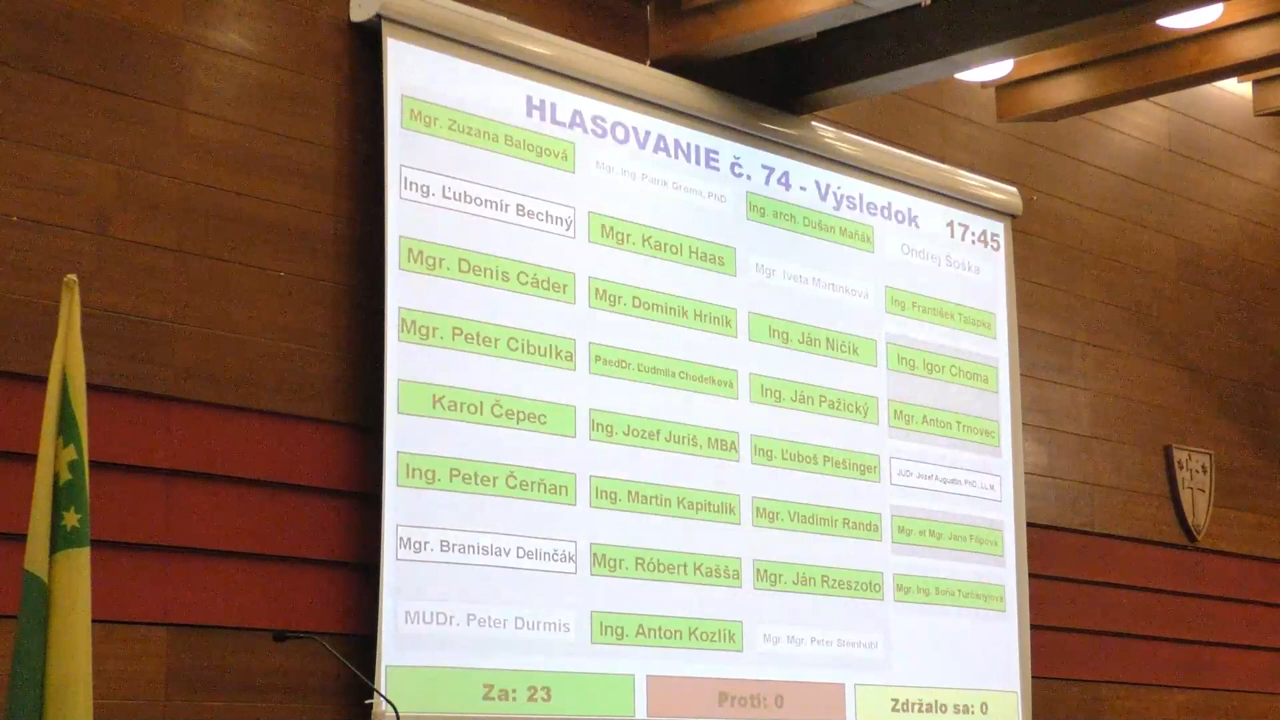 HLASOVANIE č. 74 - Výsledok
17:45
Mgr. Zuzana Balogová
Ing. Ľubomír Bechný
Mgr. Denis Cáder
Mgr. Peter Cibulka
Karol Čepec
Ing. Peter Čerňan
Mgr. Branislav Delinčák
MUDr. Peter Durmis
Mgr. Ing. Patrik Groma, PhD
Mgr. Karol Haas
Mgr. Dominik Hriník
PaedDr. Ľudmila Chodelková
Ing. Jozef Juriš, MBA
Ing. Martin Kapitulík
Mgr. Róbert Kašša
Ing. Anton Kozlík
Ing. arch. Dušan Maňák
Mgr. Iveta Martinková
Ing. Ján Ničík
Ing. Ján Pažický
Ing. Ľuboš Plešinger
Mgr. Vladimír Randa
Mgr. Ján Rzeszoto
Mgr. Mgr. Peter Steinhübl
Ondrej Šoška
Ing. František Talapka
Ing. Igor Choma
Mgr. Anton Trnovec
JUDr. Jozef Augustín, PhD., LL.M.
Mgr. et Mgr. Jana Filipová
Mgr. Ing. Soňa Turčistylová
Za: 23
Proti: 0
Zdržalo sa: 0